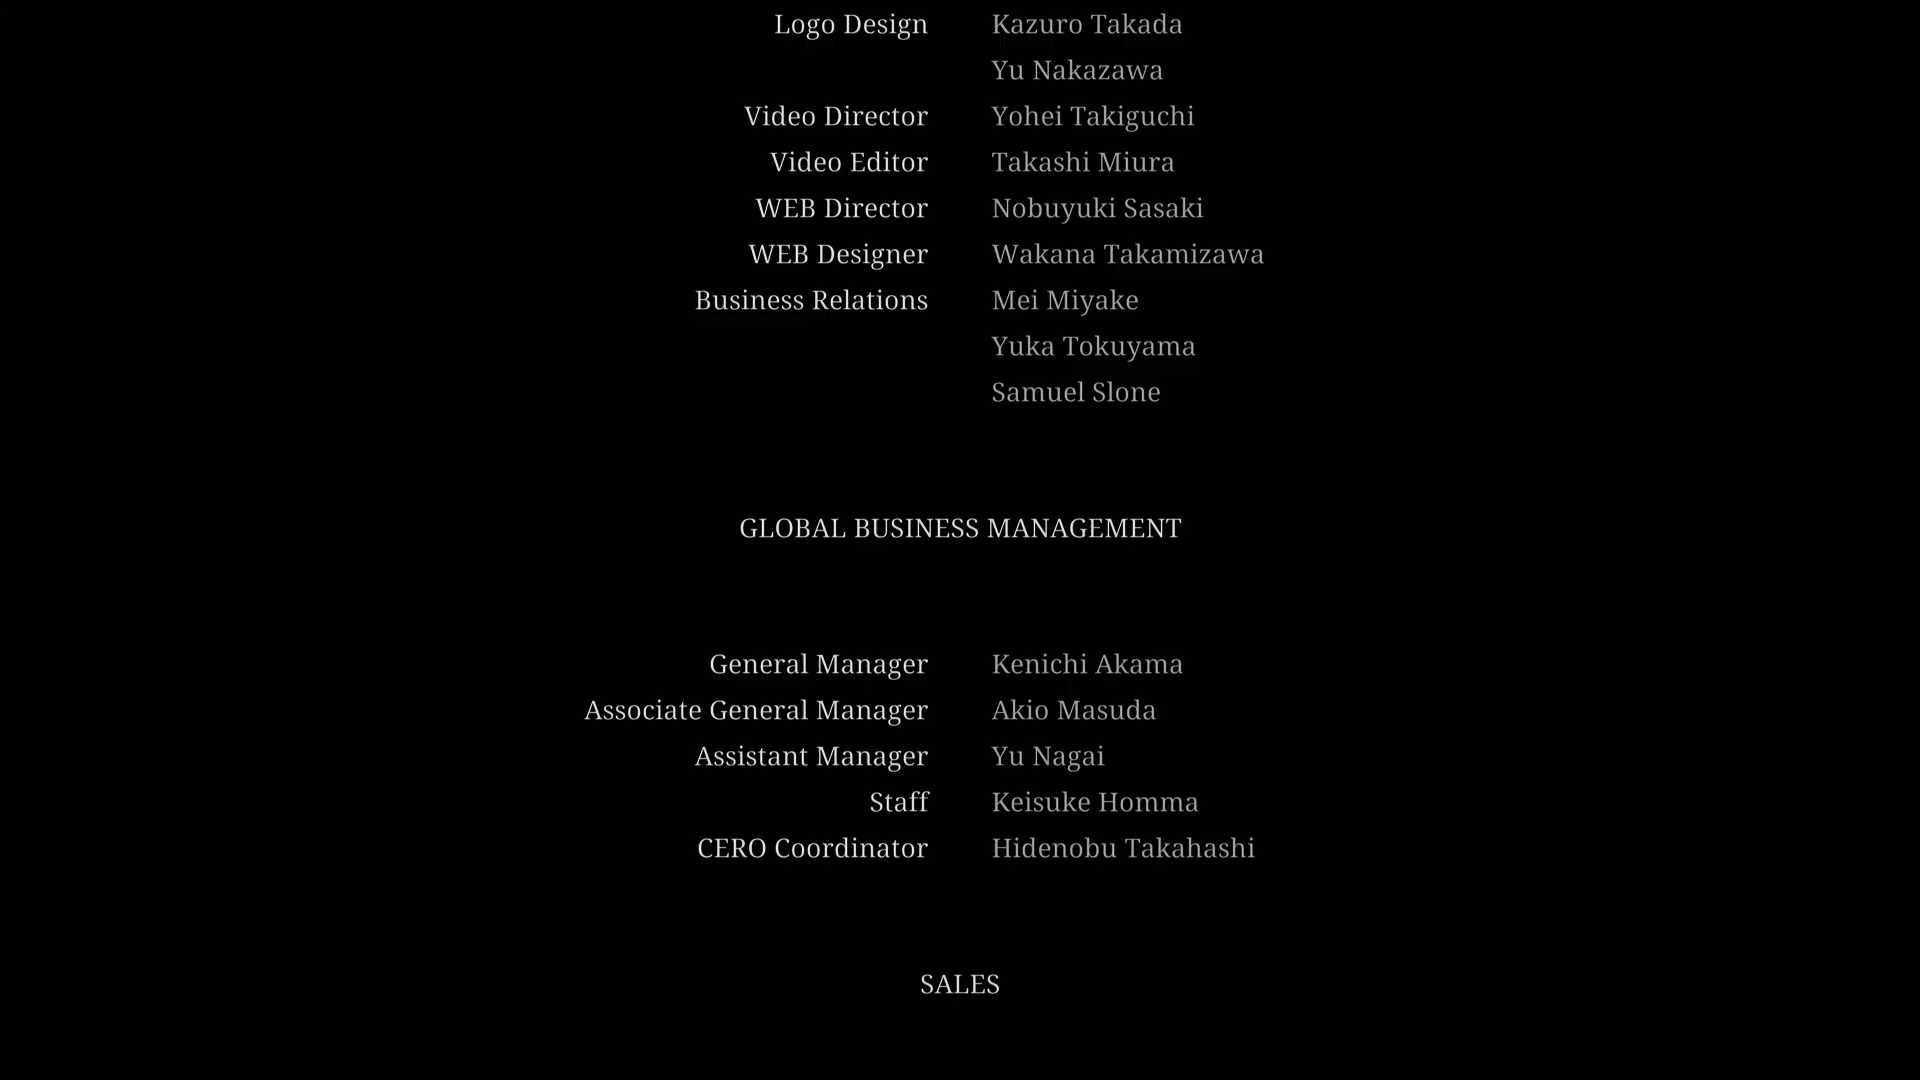 Logo Design Kazuro Takada
Yu Nakazawa
Video Director Yohei Takiguchi
Video Editor Takashi Miura
WEB Director Nobuyuki Sasaki
WEB Designer Wakana Takamizawa
Business Relations Mei Miyake
Yuka Tokuyama
Samuel Slone
GLOBAL BUSINESS MANAGEMENT
General Manager Kenichi Akama
Associate General Manager Akio Masuda
Assistant Manager Yu Nagai
Staff Keisuke Homma
CERO Coordinator Hidenobu Takahashi
SALES